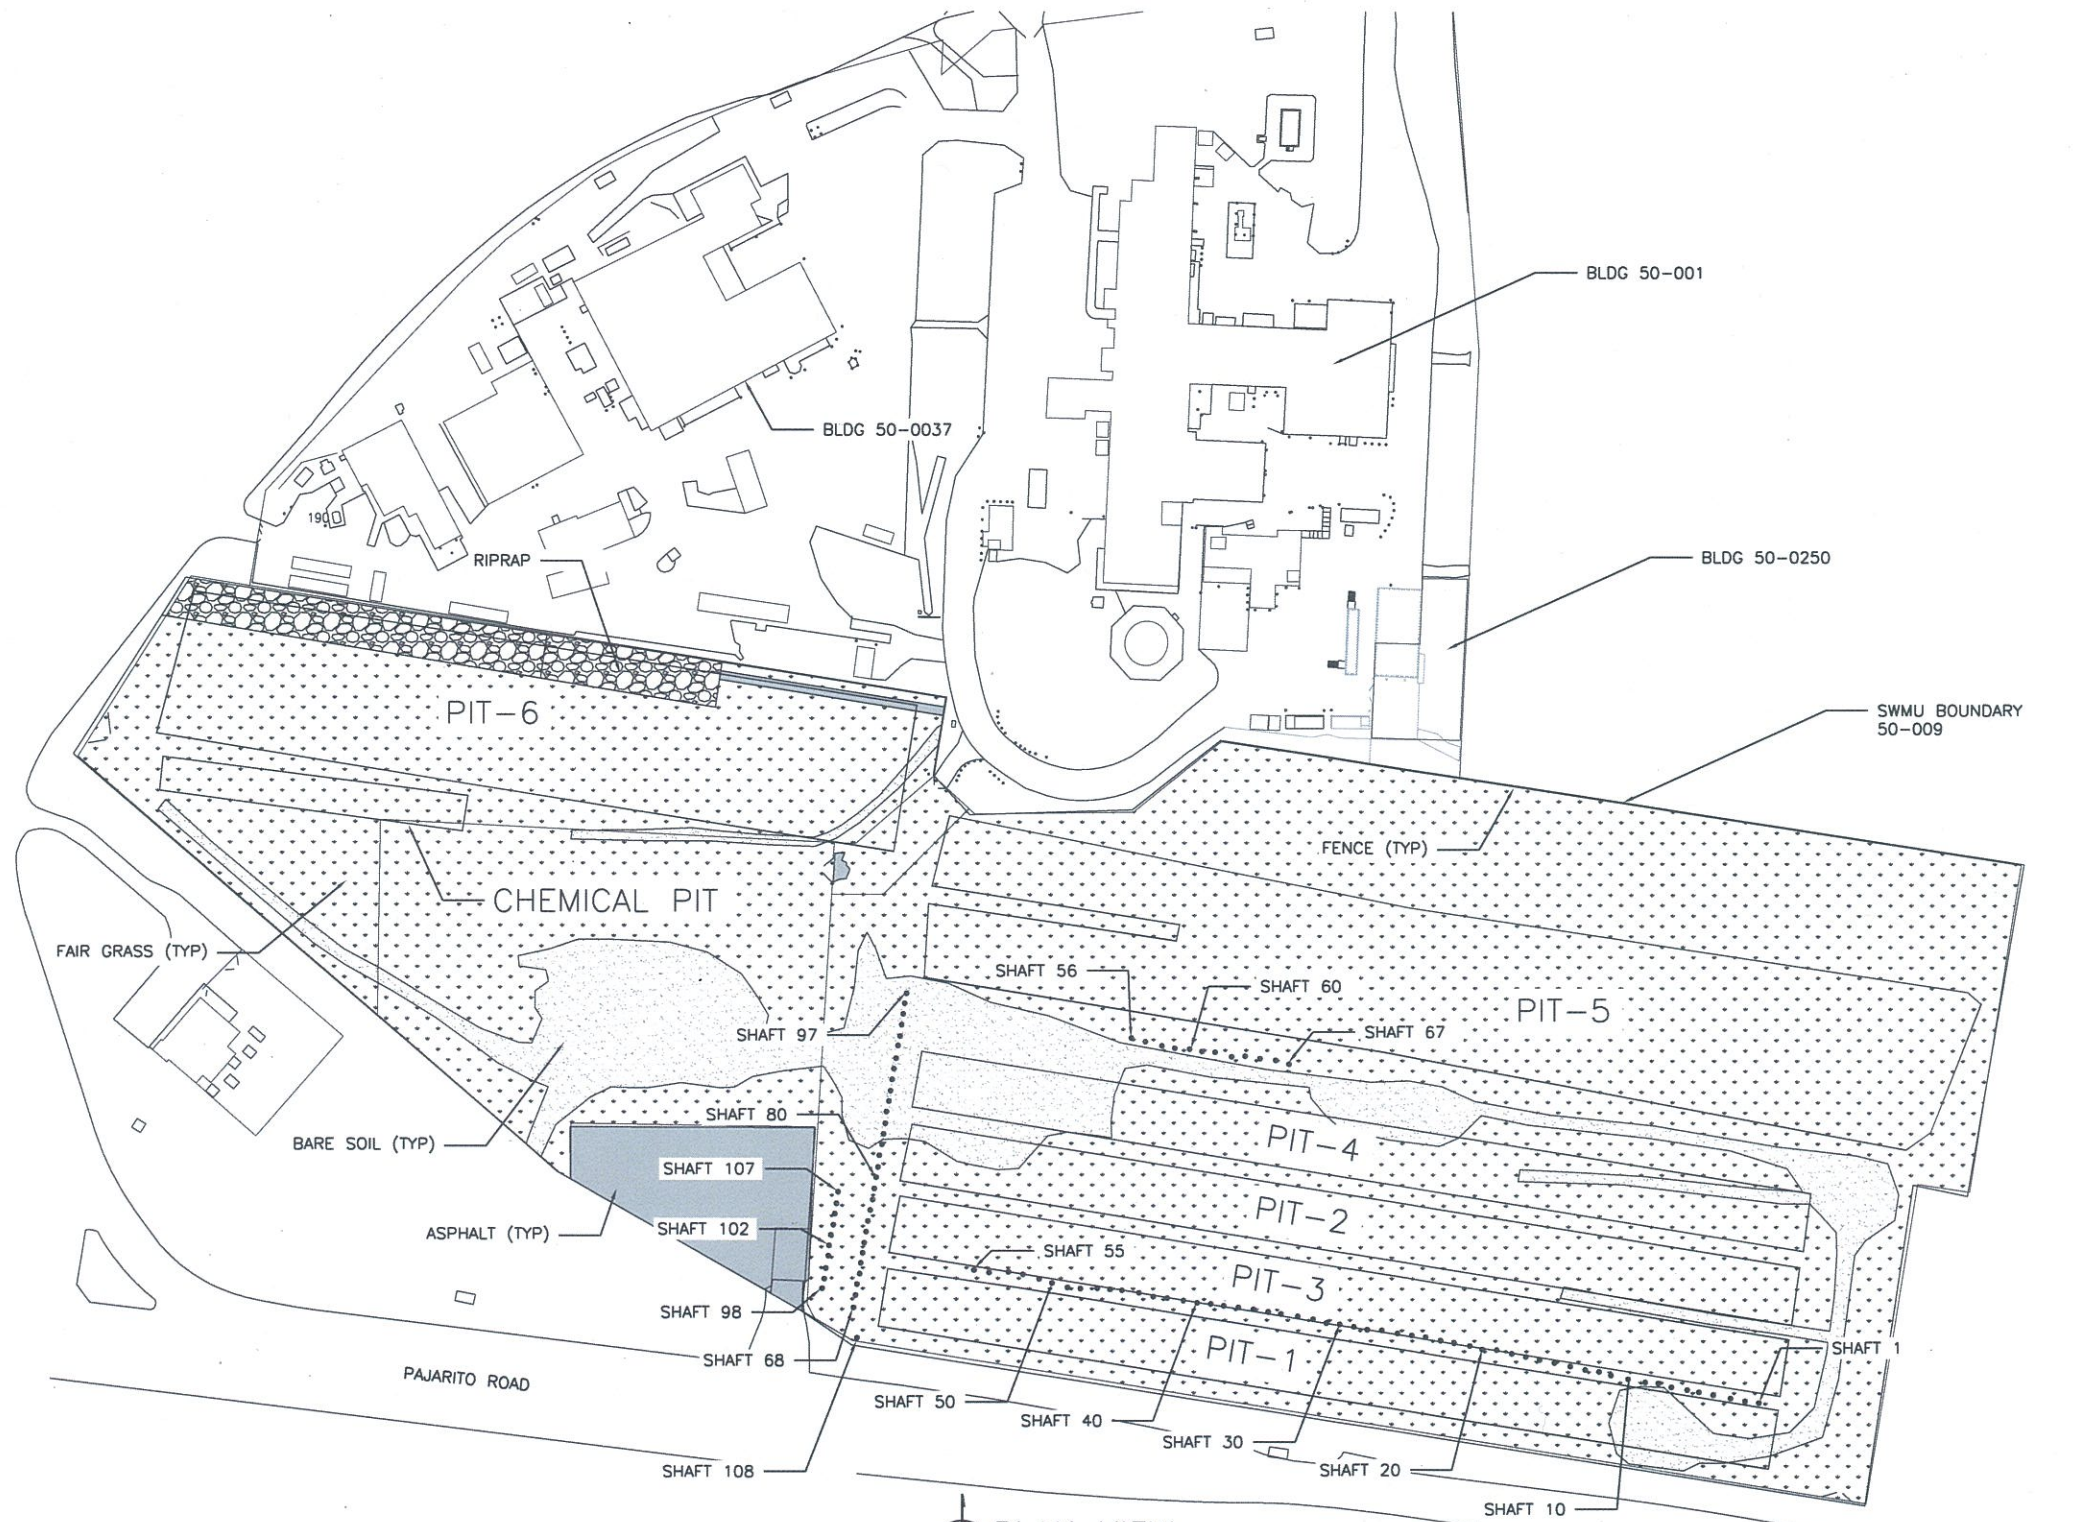 BLDG 50-001
BLDG 50-0037
190
RIPRAP
BLDG 50-0250
PIT-6
SWMU BOUNDARY
50-009
FENCE (TYP)
CHEMICAL PIT
FAIR GRASS (TYP)
SHAFT 56
SHAFT 60
PIT-5
SHAFT 97
SHAFT 67
SHAFT 80
BARE SOIL (TYP)
PIT-4
SHAFT 107
PIT-2
SHAFT 102
ASPHALT (TYP)
SHAFT 55
PIT-3
SHAFT 98
SHAFT 1
PIT-1
SHAFT 68
PAJARITO ROAD
SHAFT 50
SHAFT 40
SHAFT 30
SHAFT 108
SHAFT 20
SHAFT 10